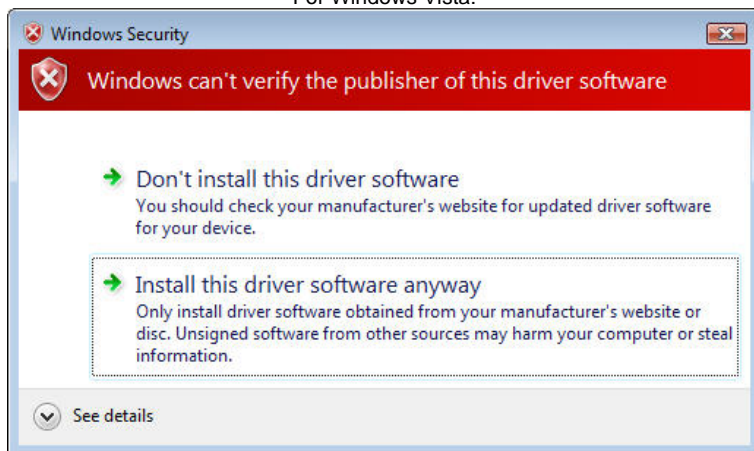 For Windows Vista:
Windows Security
Windows can't verify the publisher of this driver software
Don't install this driver software
You should check your manufacturer's website for updated driver software
for your device.
Install this driver software anyway
Only install driver software obtained from your manufacturer's website or
disc. Unsigned software from other sources may harm your computer or steal
information.
See details